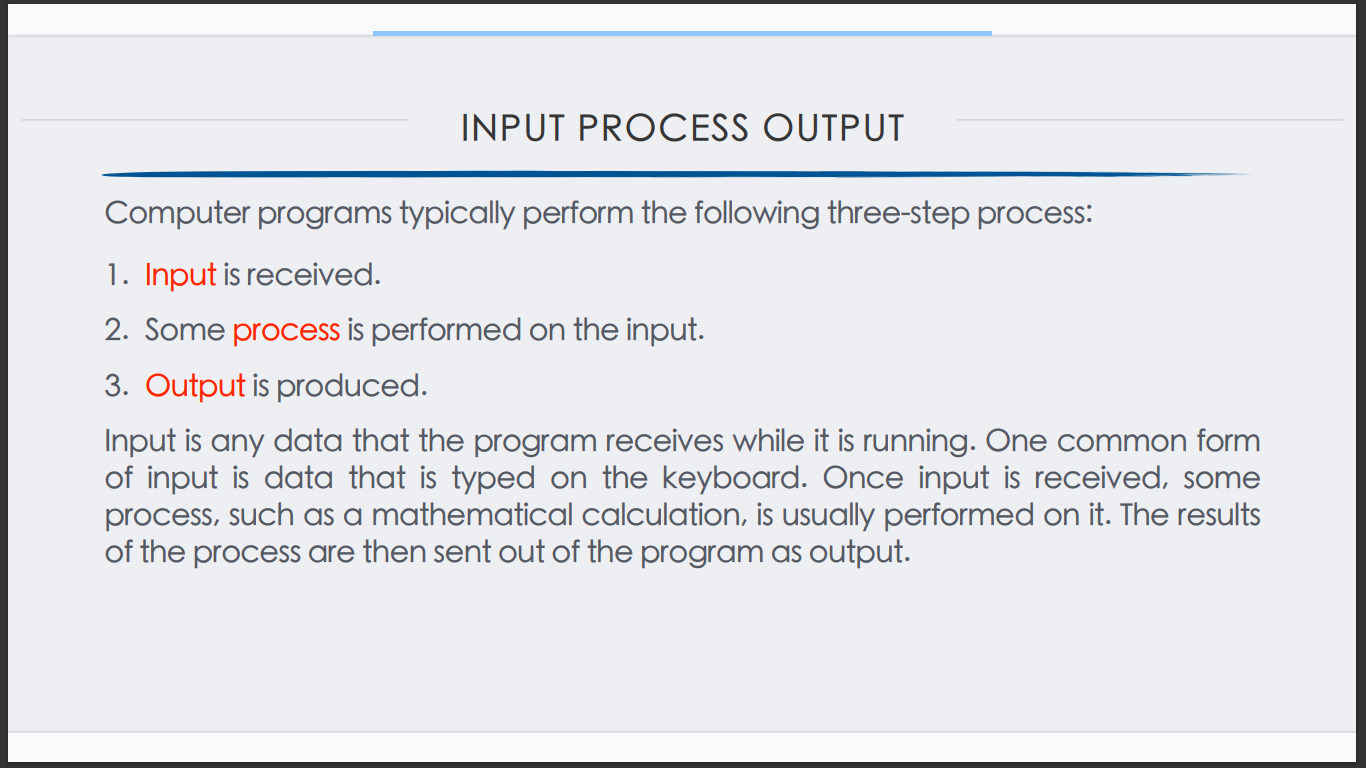 INPUT PROCESS OUTPUT
Computer programs typically perform the following three-step process:
1. Input is received.
2. Some process is performed on the input.
3. Output is produced.
Input is any data that the program receives while it is running. One common form
of input is data that is typed on the keyboard. Once input is received, some
process, such as a mathematical calculation, is usually performed on it. The results
of the process are then sent out of the program as output.